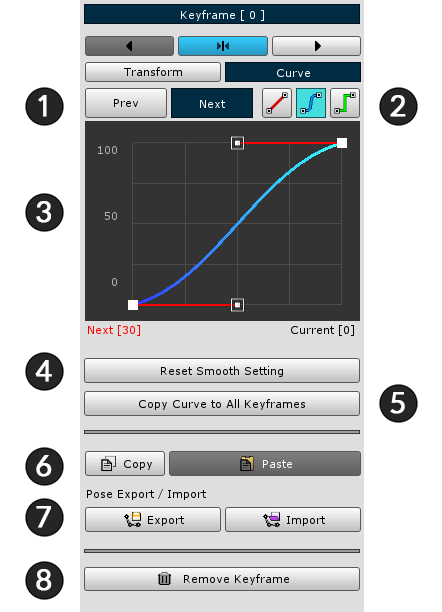 Keyframe [ 0 ]
Transform Curve
1 Prev Next 2
3
100
50
0
Next [30] Current [0]
4 Reset Smooth Setting
Copy Curve to All Keyframes 5
6 Copy Paste
Pose Export / Import
7 Export Import
8 Remove Keyframe